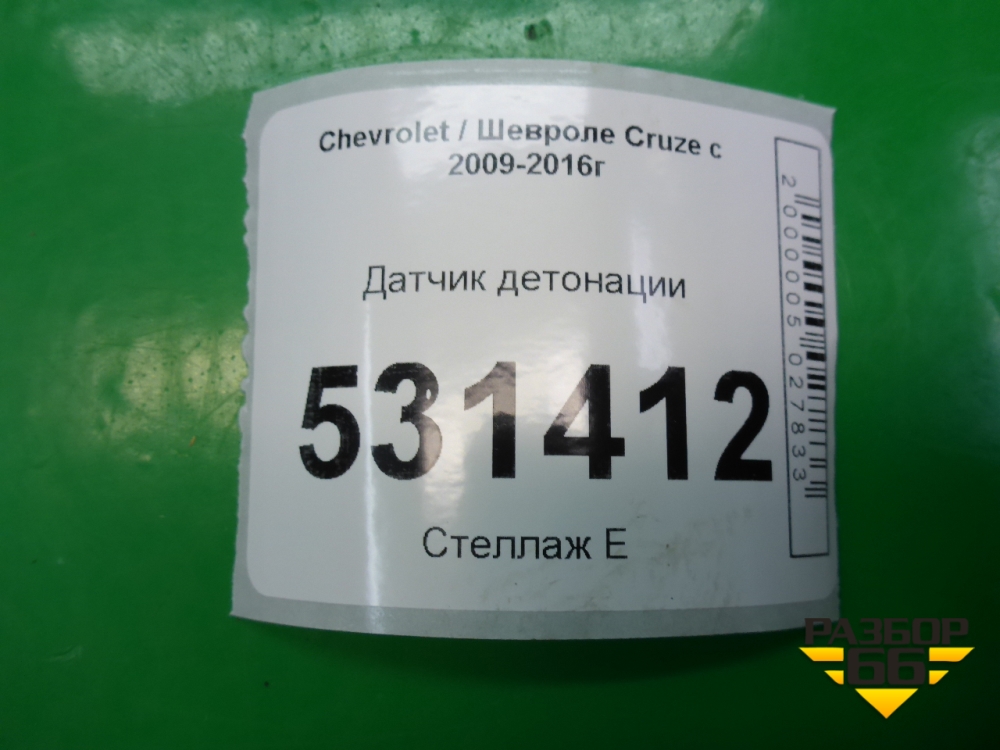 Chevrolet / Шевроле Cruze с
2009-2016г
Датчик детонации
531412
Стеллаж Е
2000005027833
РАЗБОР
66